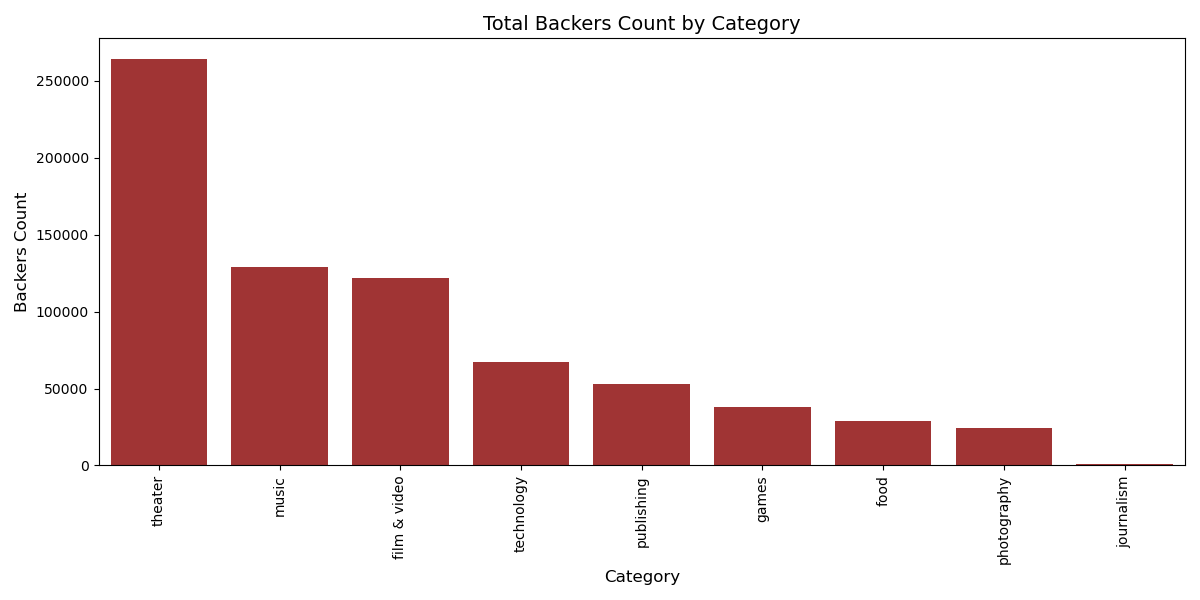 Total Backers Count by Category
Backers Count
250000
200000
150000
100000
50000
0
theater
music
film & video
technology
publishing
games
food
photography
journalism
Category